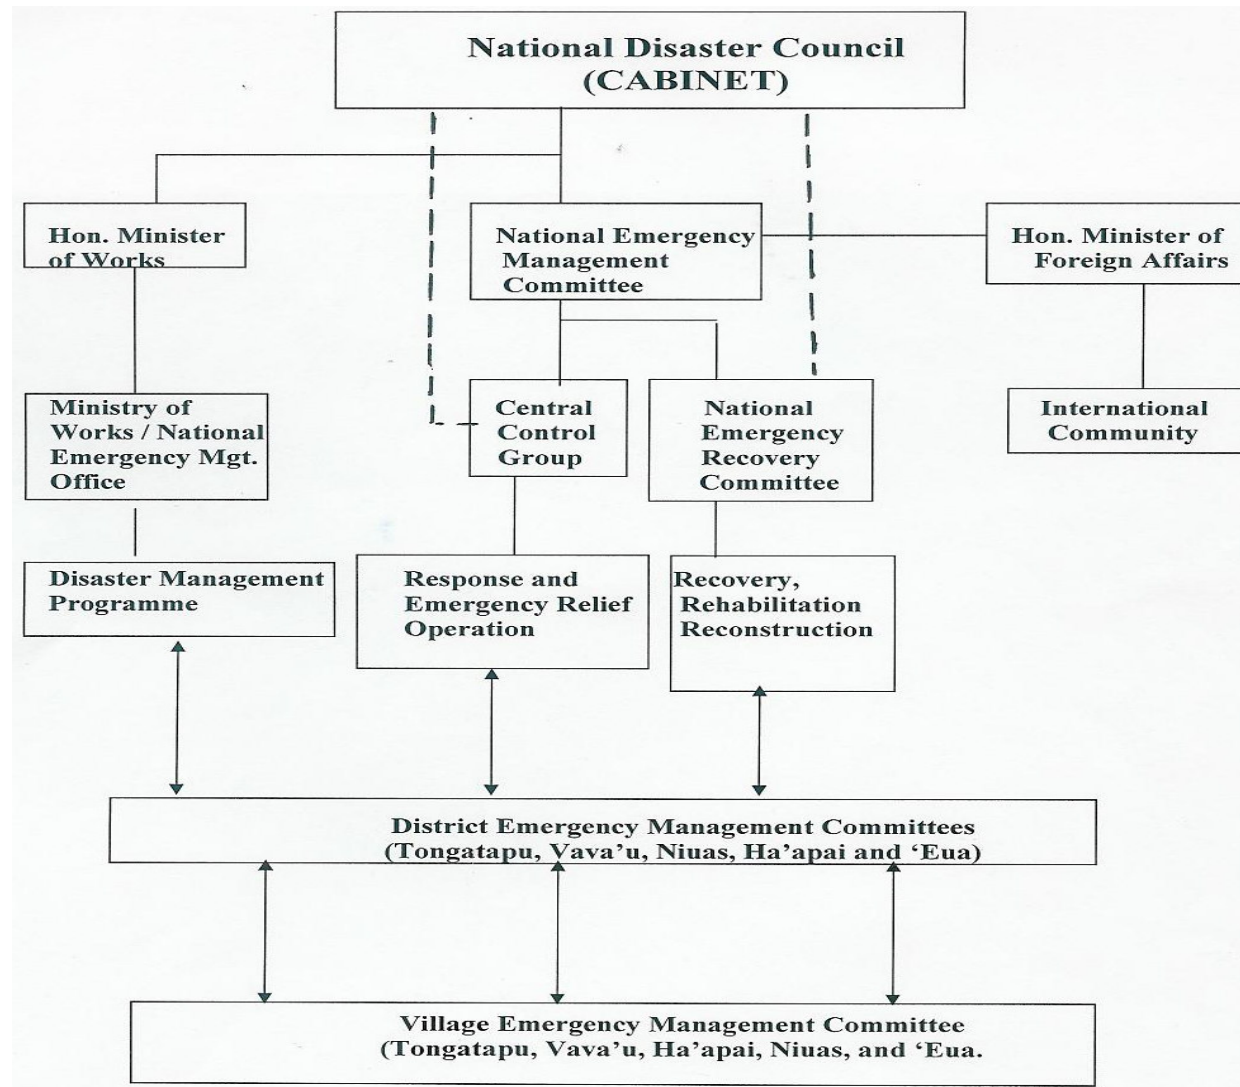 National Disaster Council
(CABINET)
Hon. Minister
of Works
National Emergency
Management
Committee
Hon. Minister of
Foreign Affairs
Ministry of
Works / National
Emergency Mgt.
Office
Central
Control
Group
National
Emergency
Recovery
Committee
International
Community
Disaster Management
Programme
Response and
Emergency Relief
Operation
Recovery,
Rehabilitation
Reconstruction
District Emergency Management Committees
(Tongatapu, Vava’u, Niuas, Ha’apai and ‘Eua)
Village Emergency Management Committee
(Tongatapu, Vava’u, Ha’apai, Niuas, and ‘Eua.